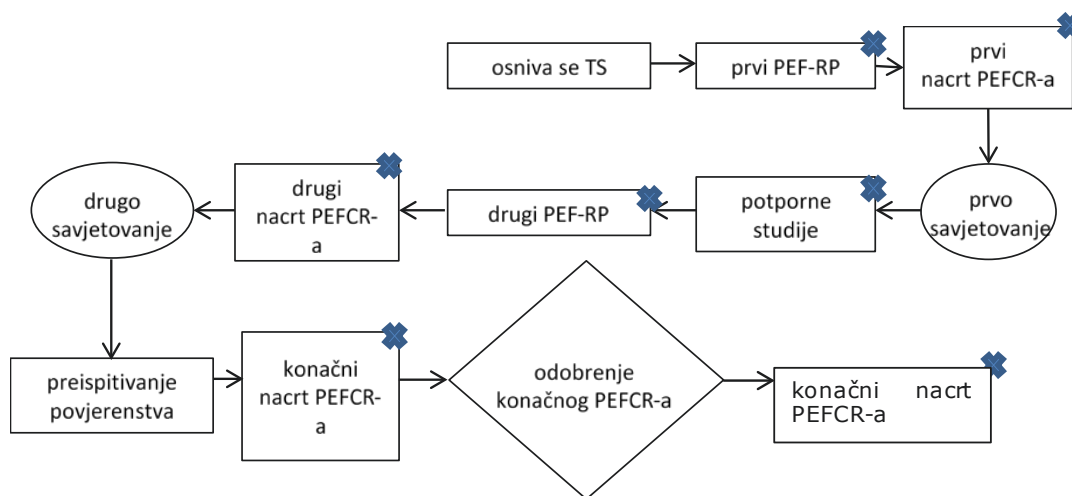 osniva se TS
prvi PEF-RP
prvi
nacrt PEFCR-a
prvo
savjetovanje
potporne
studije
drugi PEF-RP
drugi
nacrt PEFCR-
a
drugo
savjetovanje
preispitivanje
povjerenstva
konačni
nacrt PEFCR-
a
odobrenje
konačnog PEFCR-a
konačni nacrt
PEFCR-a